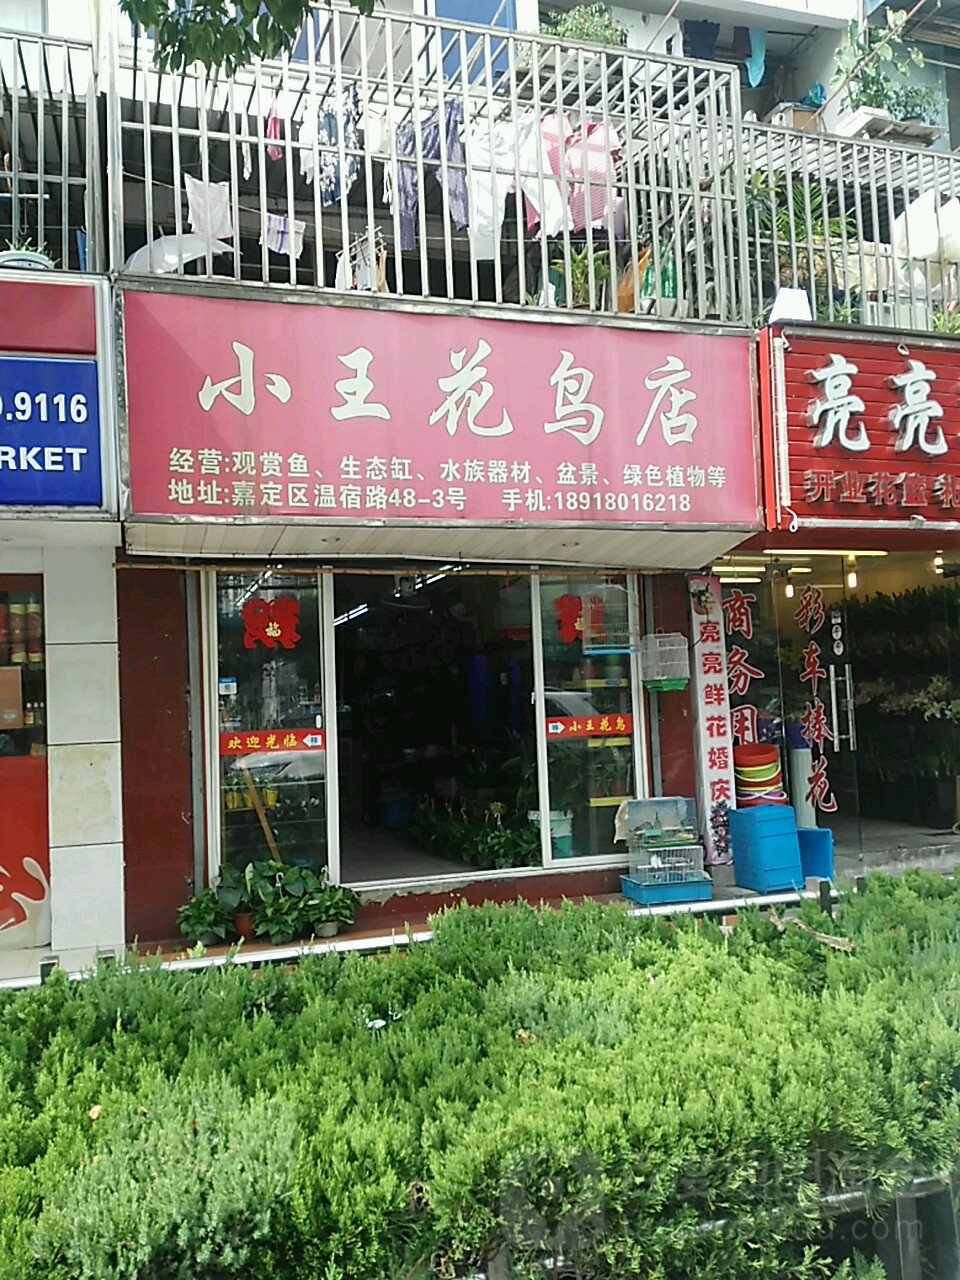 .9116
RKET
小王花鸟店
经营:观赏鱼、生态缸、水族器材、盆景、绿色植物等
地址:嘉定区温宿路48-3号 手机:18918016218
亮亮
开业花篮礼
福
福
欢迎光临
小王花鸟
亮亮鲜花婚庆
商务用
彩车捧花